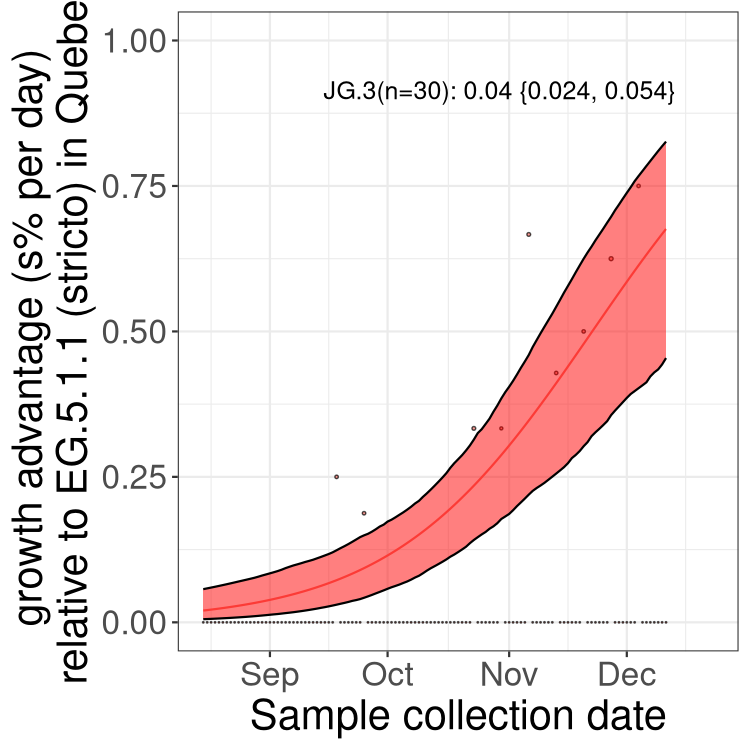 growth advantage (s% per day)
relative to EG.5.1.1 (stricto) in Quebe
1.00
0.75
0.50
0.25
0.00
JG.3(n=30): 0.04 {0.024, 0.054}
Sep Oct Nov Dec
Sample collection date